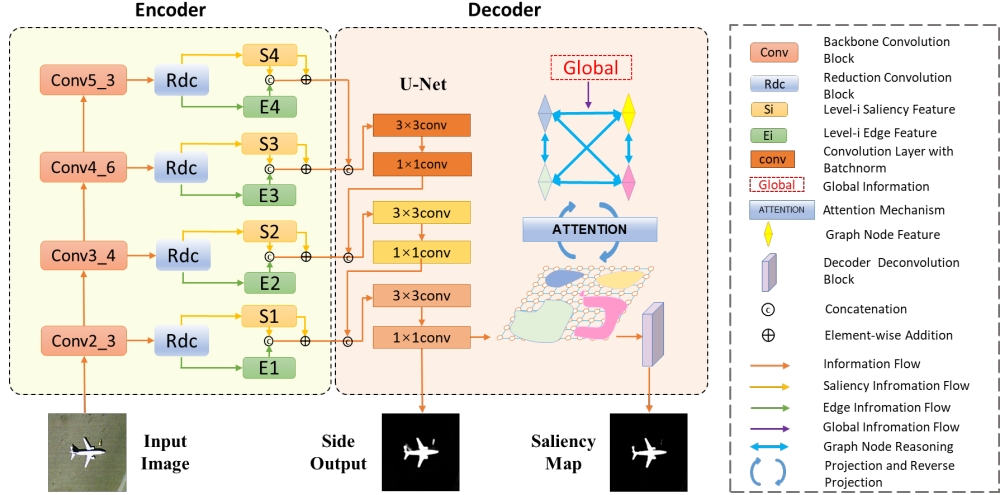 Encoder
Decoder
Conv5_3
Rdc
S4
c
E4
Conv4_6
Rdc
S3
c
E3
Conv3_4
Rdc
S2
c
E2
Conv2_3
Rdc
S1
c
E1
U-Net
3×3conv
c
1×1conv
3×3conv
c
1×1conv
3×3conv
c
1×1conv
Global
ATTENTION
Input
Image
Side
Output
Saliency
Map
Conv
Backbone Convolution
Block
Rdc
Reduction Convolution
Block
Si
Level-i Saliency Feature
Ei
Level-i Edge Feature
conv
Convolution Layer with
Batchnorm
Global
Global Information
ATTENTION
Attention Mechanism
Graph Node Feature
Decoder Deconvolution
Block
c
Concatenation
Element-wise Addition
Information Flow
Saliency Infromation Flow
Edge Infromation Flow
Global Infromation Flow
Graph Node Reasoning
Projection and Reverse
Projection